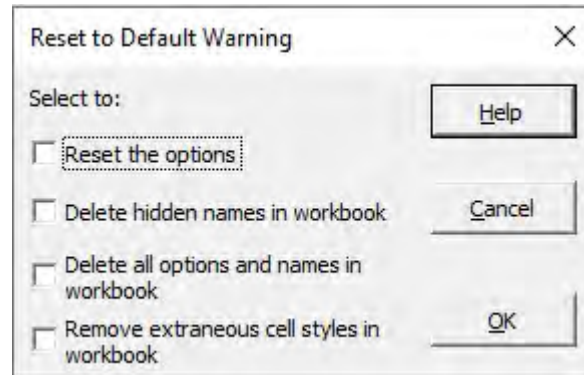 Reset to Default Warning
Select to:
Help
Reset the options
Delete hidden names in workbook
Cancel
Delete all options and names in
workbook
Remove extraneous cell styles in
workbook
OK